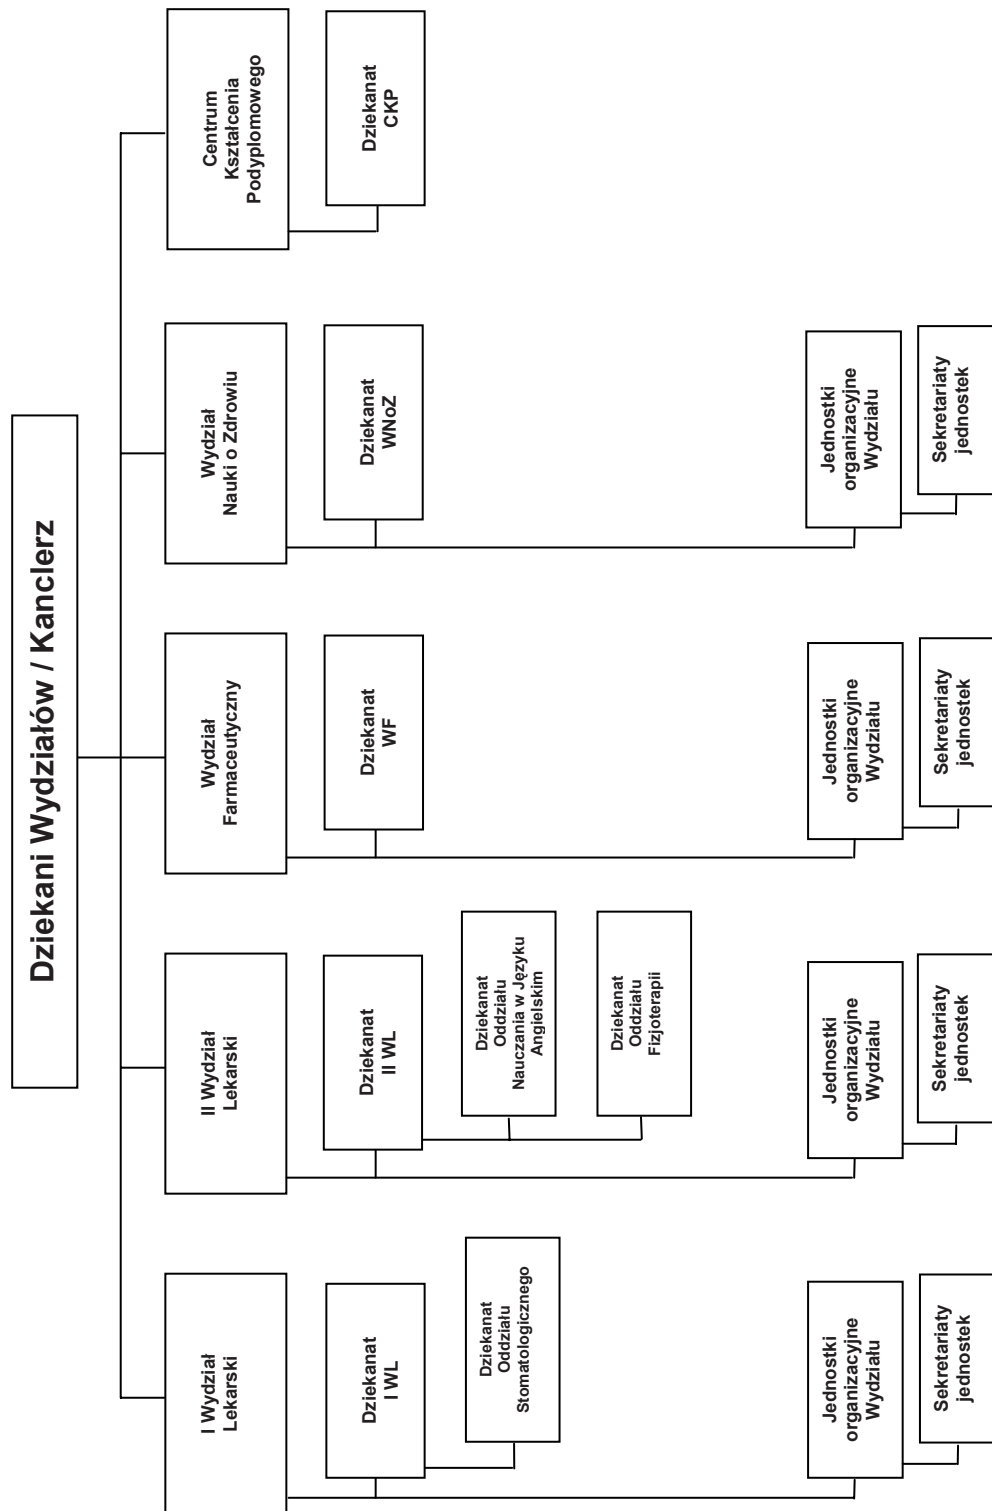 Dziekani Wydziałów / Kanclerz
I Wydział
Lekarski
Dziekanat
I WL
Dziekanat
Oddziału
Stomatologicznego
Jednostki
organizacyjne
Wydziału
Sekretariaty
jednostek
II Wydział
Lekarski
Dziekanat
II WL
Dziekanat
Oddziału
Nauczania w Języku
Angielskim
Dziekanat
Oddziału
Fizjoterapii
Jednostki
organizacyjne
Wydziału
Sekretariaty
jednostek
Wydział
Farmaceutyczny
Dziekanat
WF
Jednostki
organizacyjne
Wydziału
Sekretariaty
jednostek
Wydział
Nauki o Zdrowiu
Dziekanat
WNoZ
Jednostki
organizacyjne
Wydziału
Sekretariaty
jednostek
Centrum
Kształcenia
Podyplomowego
Dziekanat
CKP